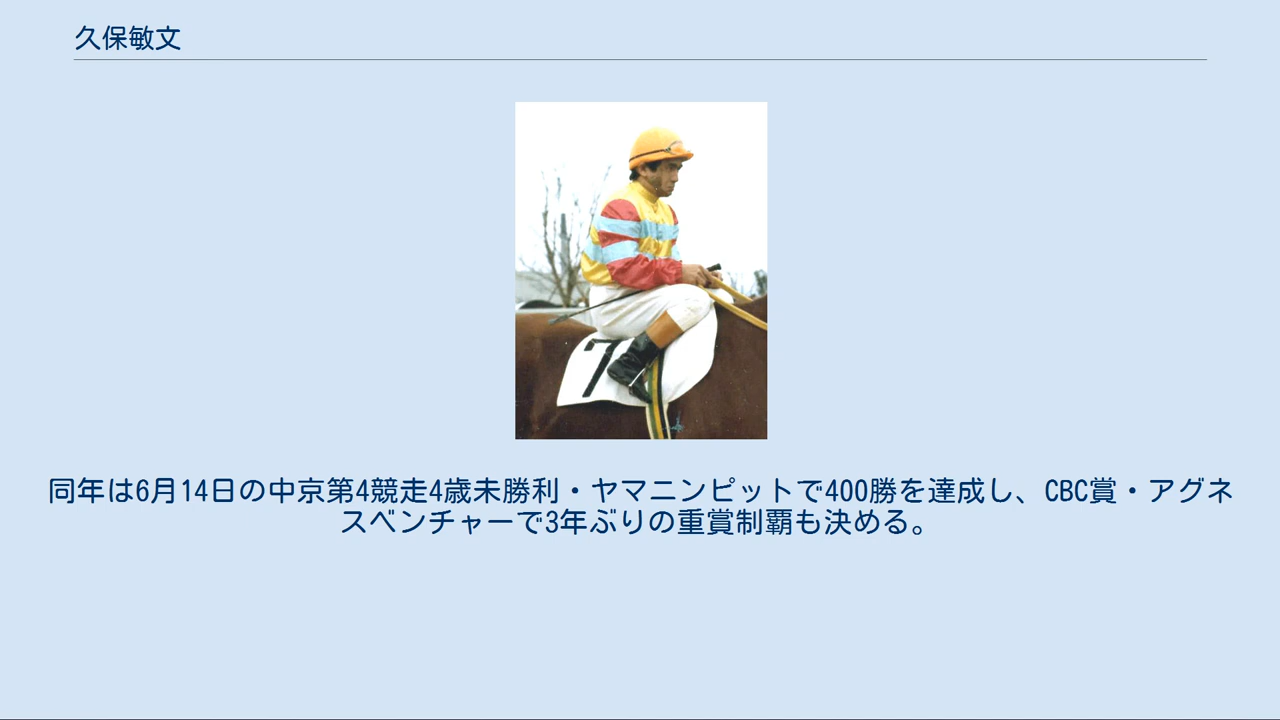 久保敏文
7
同年は6月14日の中京第4競走4歳未勝利・ヤマニンピットで400勝を達成し、CBC賞・アグネ
スベンチャーで3年ぶりの重賞制覇も決める。